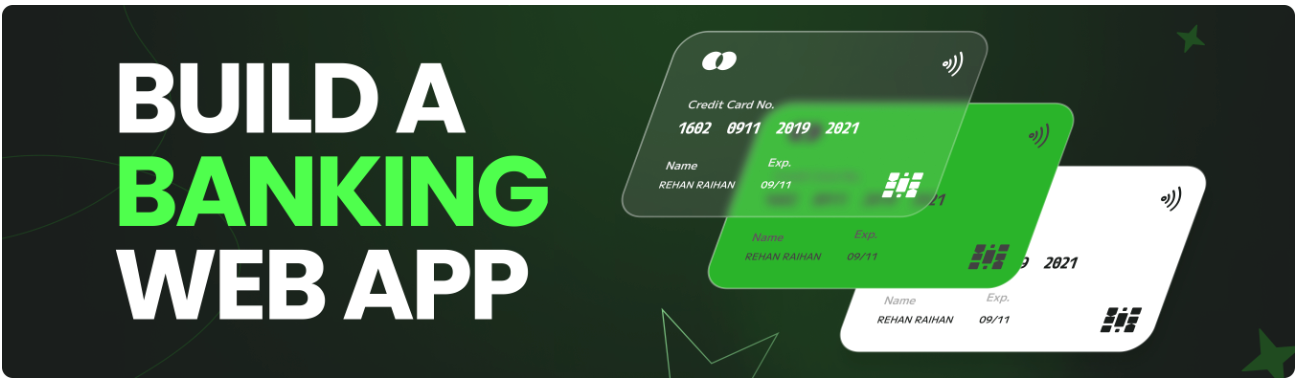 BUILD A
BANKING
WEB APP
Credit Card No.
1602 0911 2019 2021
Name Exp.
REHAN RAIHAN 09/11
21
Name Exp.
REHAN RAIHAN 09/11
9 2021
Name Exp.
REHAN RAIHAN 09/11